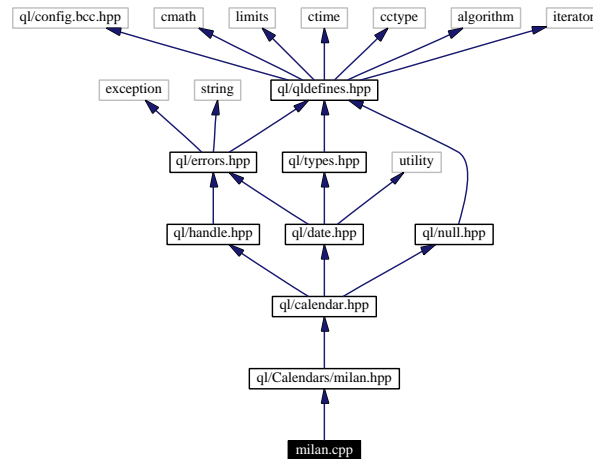 ql/config.bcc.hpp cmath limits ctime cctype algorithm iterator
exception string ql/qldefines.hpp
ql/errors.hpp ql/types.hpp utility
ql/handle.hpp ql/date.hpp ql/null.hpp
ql/calendar.hpp
ql/Calendars/milan.hpp
milan.cpp